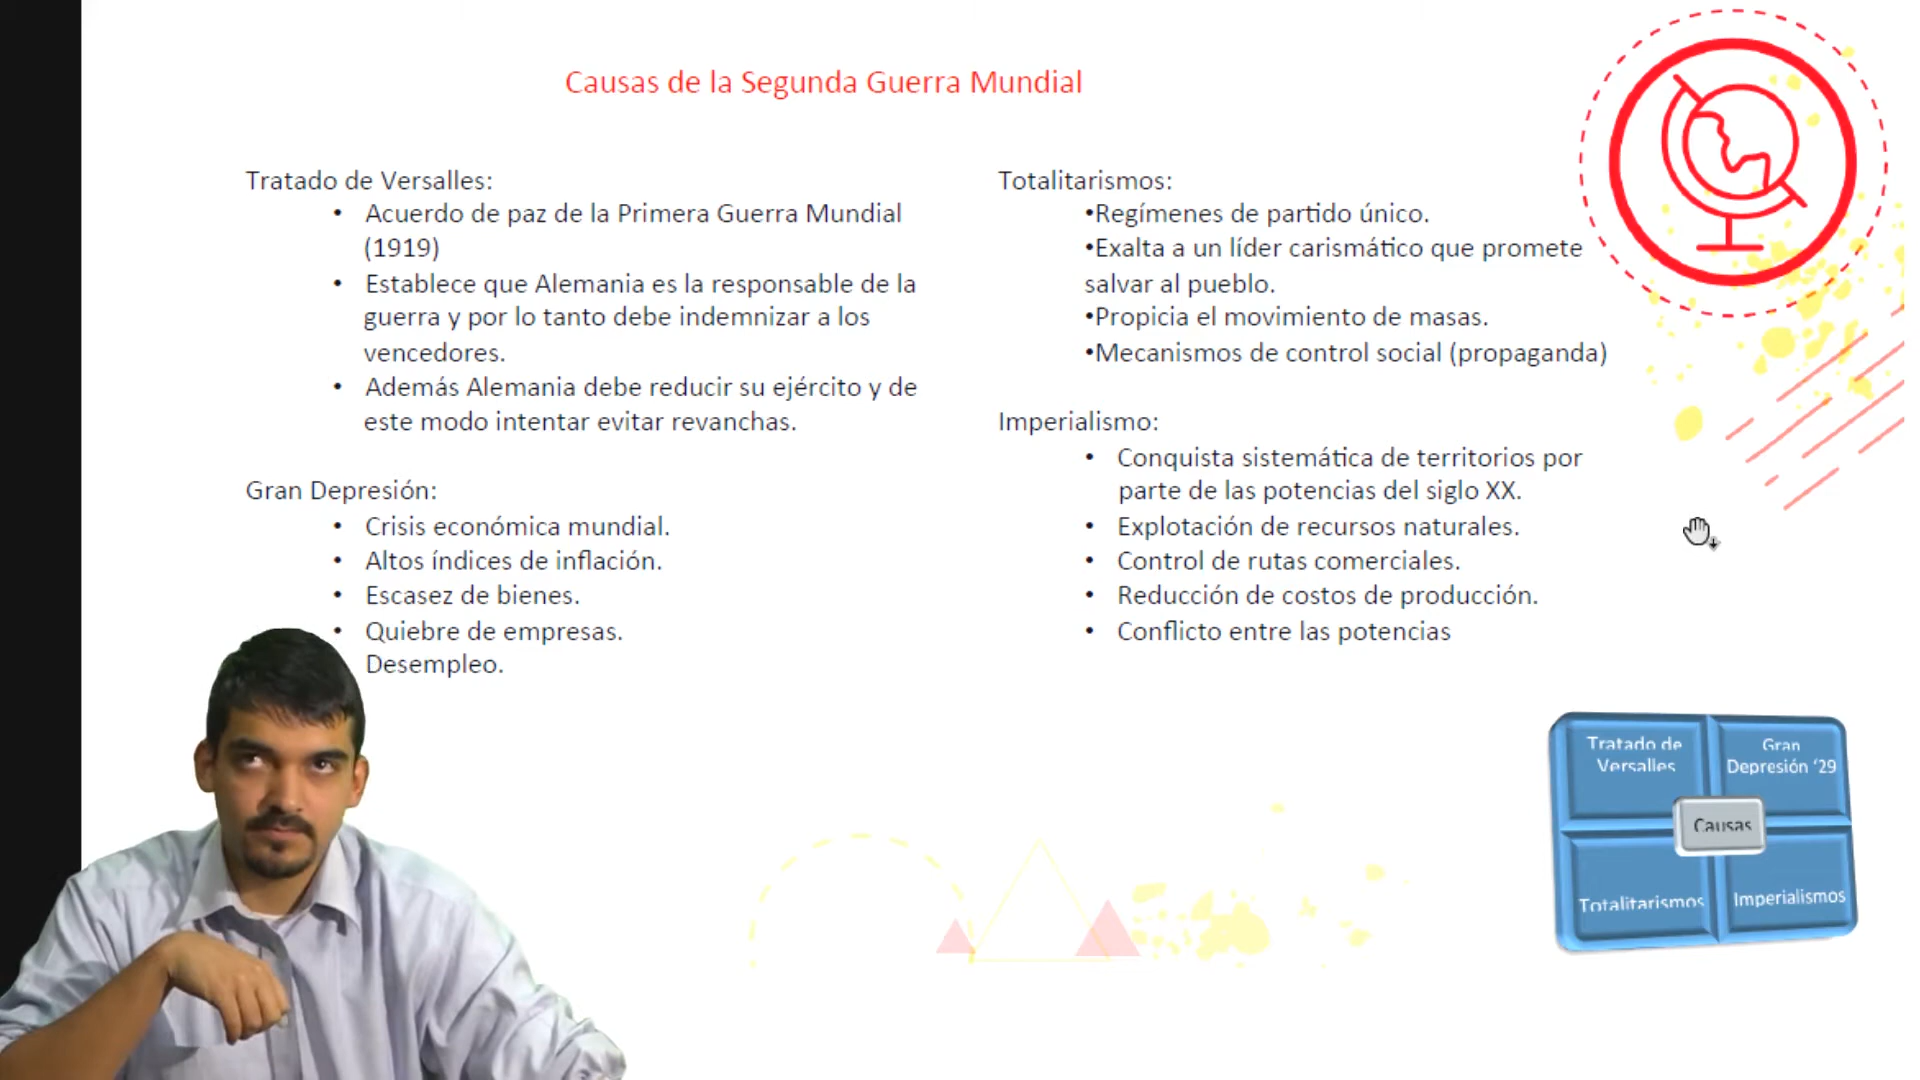 Causas de la Segunda Guerra Mundial
Tratado de Versalles:
• Acuerdo de paz de la Primera Guerra Mundial
(1919)
• Establece que Alemania es la responsable de la
guerra y por lo tanto debe indemnizar a los
vencedores.
• Además Alemania debe reducir su ejército y de
este modo intentar evitar revanchas.
Gran Depresión:
• Crisis económica mundial.
• Altos índices de inflación.
• Escasez de bienes.
• Quiebre de empresas.
Desempleo.
Totalitarismos:
•Regímenes de partido único.
•Exalta a un líder carismático que promete
salvar al pueblo.
•Propicia el movimiento de masas.
•Mecanismos de control social (propaganda)
Imperialismo:
• Conquista sistemática de territorios por
parte de las potencias del siglo XX.
• Explotación de recursos naturales.
• Control de rutas comerciales.
• Reducción de costos de producción.
• Conflicto entre las potencias
Tratado de
Versalles
Gran
Depresión ‘29
Causas
Totalitarismos
Imperialismos